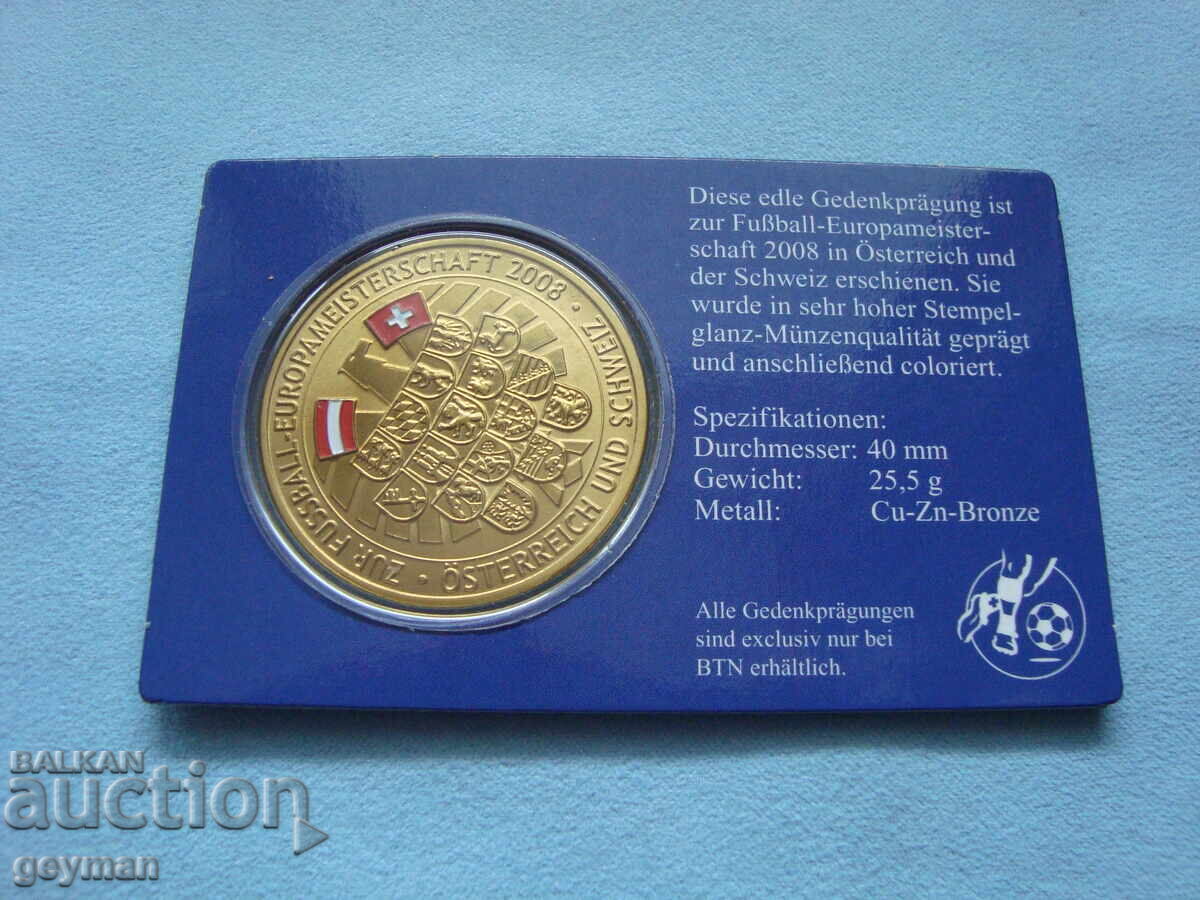 ZUR FUSSBALL-EUROPAMEISTERSCHAFT 2008 · ÖSTERREICH UND SCHWEIZ ·
Diese edle Gedenkprägung ist
zur Fußball-Europameister-
schaft 2008 in Österreich und
der Schweiz erschienen. Sie
wurde in sehr hoher Stempel-
glanz-Münzenqualität geprägt
und anschließend coloriert.
Spezifikationen:
Durchmesser: 40 mm
Gewicht: 25,5 g
Metall: Cu-Zn-Bronze
Alle Gedenkprägungen
sind exclusiv nur bei
BTN erhältlich.
BALKAN
auction
geyman